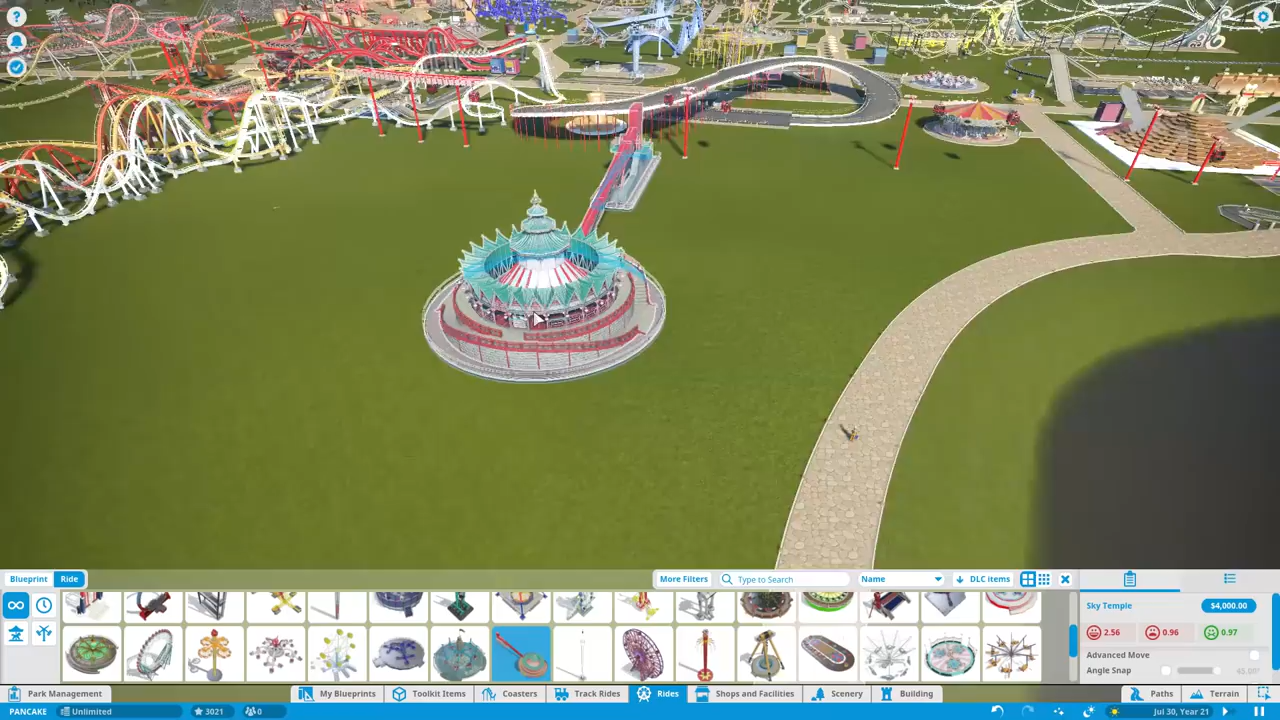 Blueprint
Ride
More Filters
Type to Search
Name
DLC items
Sky Temple
$4,000.00
2.56
0.96
0.97
Advanced Move
Angle Snap
45.00°
Park Management
My Blueprints
Toolkit Items
Coasters
Track Rides
Rides
Shops and Facilities
Scenery
Building
Paths
Terrain
PANCAKE
Unlimited
3021
0
Jul 30, Year 21